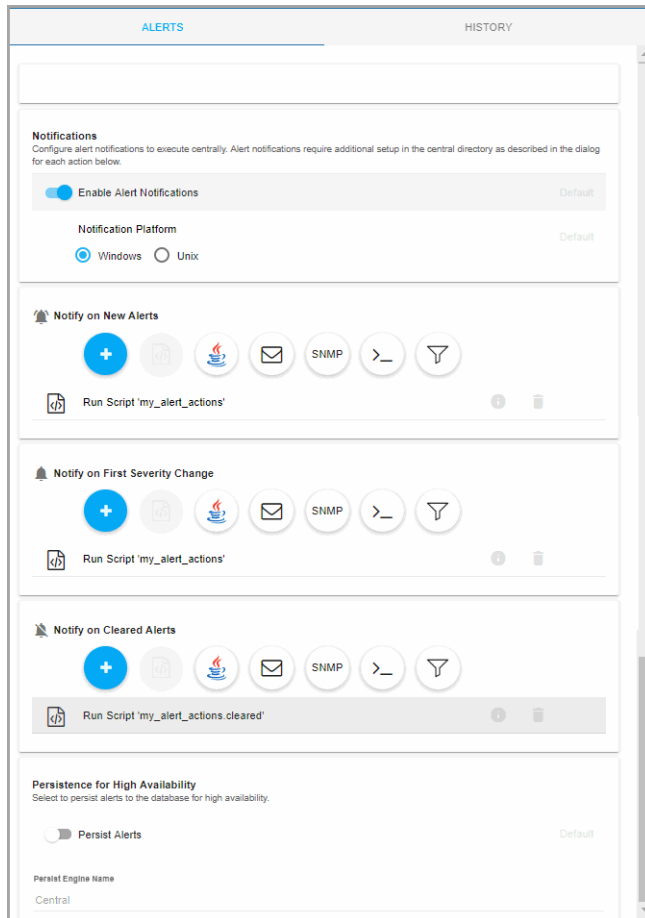 ALERTS HISTORY
Notifications
Configure alert notifications to execute centrally. Alert notifications require additional setup in the central directory as described in the dialog
for each action below.
Enable Alert Notifications Default
Notification Platform
Default
Windows Unix
Notify on New Alerts
SNMP
Run Script 'my_alert_actions'
Notify on First Severity Change
SNMP
Run Script 'my_alert_actions'
Notify on Cleared Alerts
SNMP
Run Script 'my_alert_actions.cleared'
Persistence for High Availability
Select to persist alerts to the database for high availability.
Persist Alerts Default
Persist Engine Name
Central